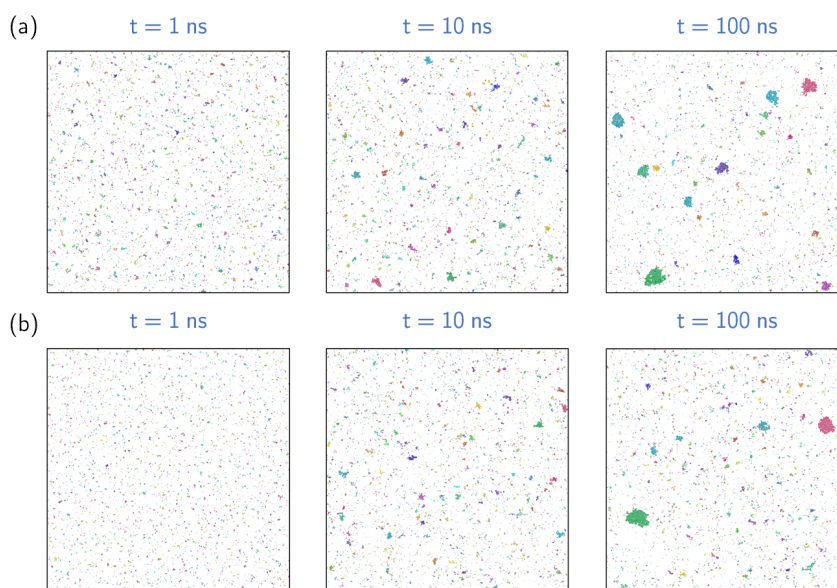 (a) t = 1 ns t = 10 ns t = 100 ns
(b) t = 1 ns t = 10 ns t = 100 ns